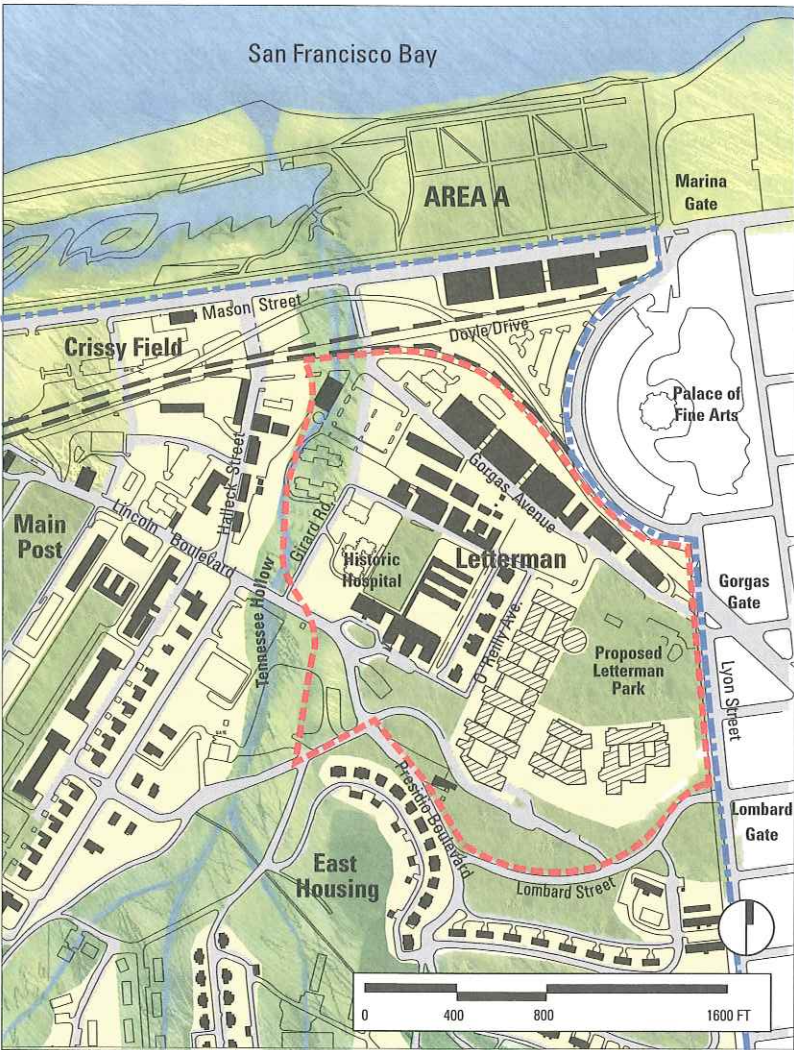 San Francisco Bay
AREA A
Marina
Gate
Mason Street
Doyle Drive
Crissy Field
Palace of
Fine Arts
Halleck Street
Gorgas Avenue
Lincoln Boulevard
Main
Post
Girard Rd.
Historic
Hospital
Letterman
Gorgas
Gate
Tennessee Hollow
O'Reilly Ave.
Proposed
Letterman
Park
Lyon Street
Presidio Boulevard
Lombard
Gate
East
Housing
Lombard Street
0 400 800 1600 FT